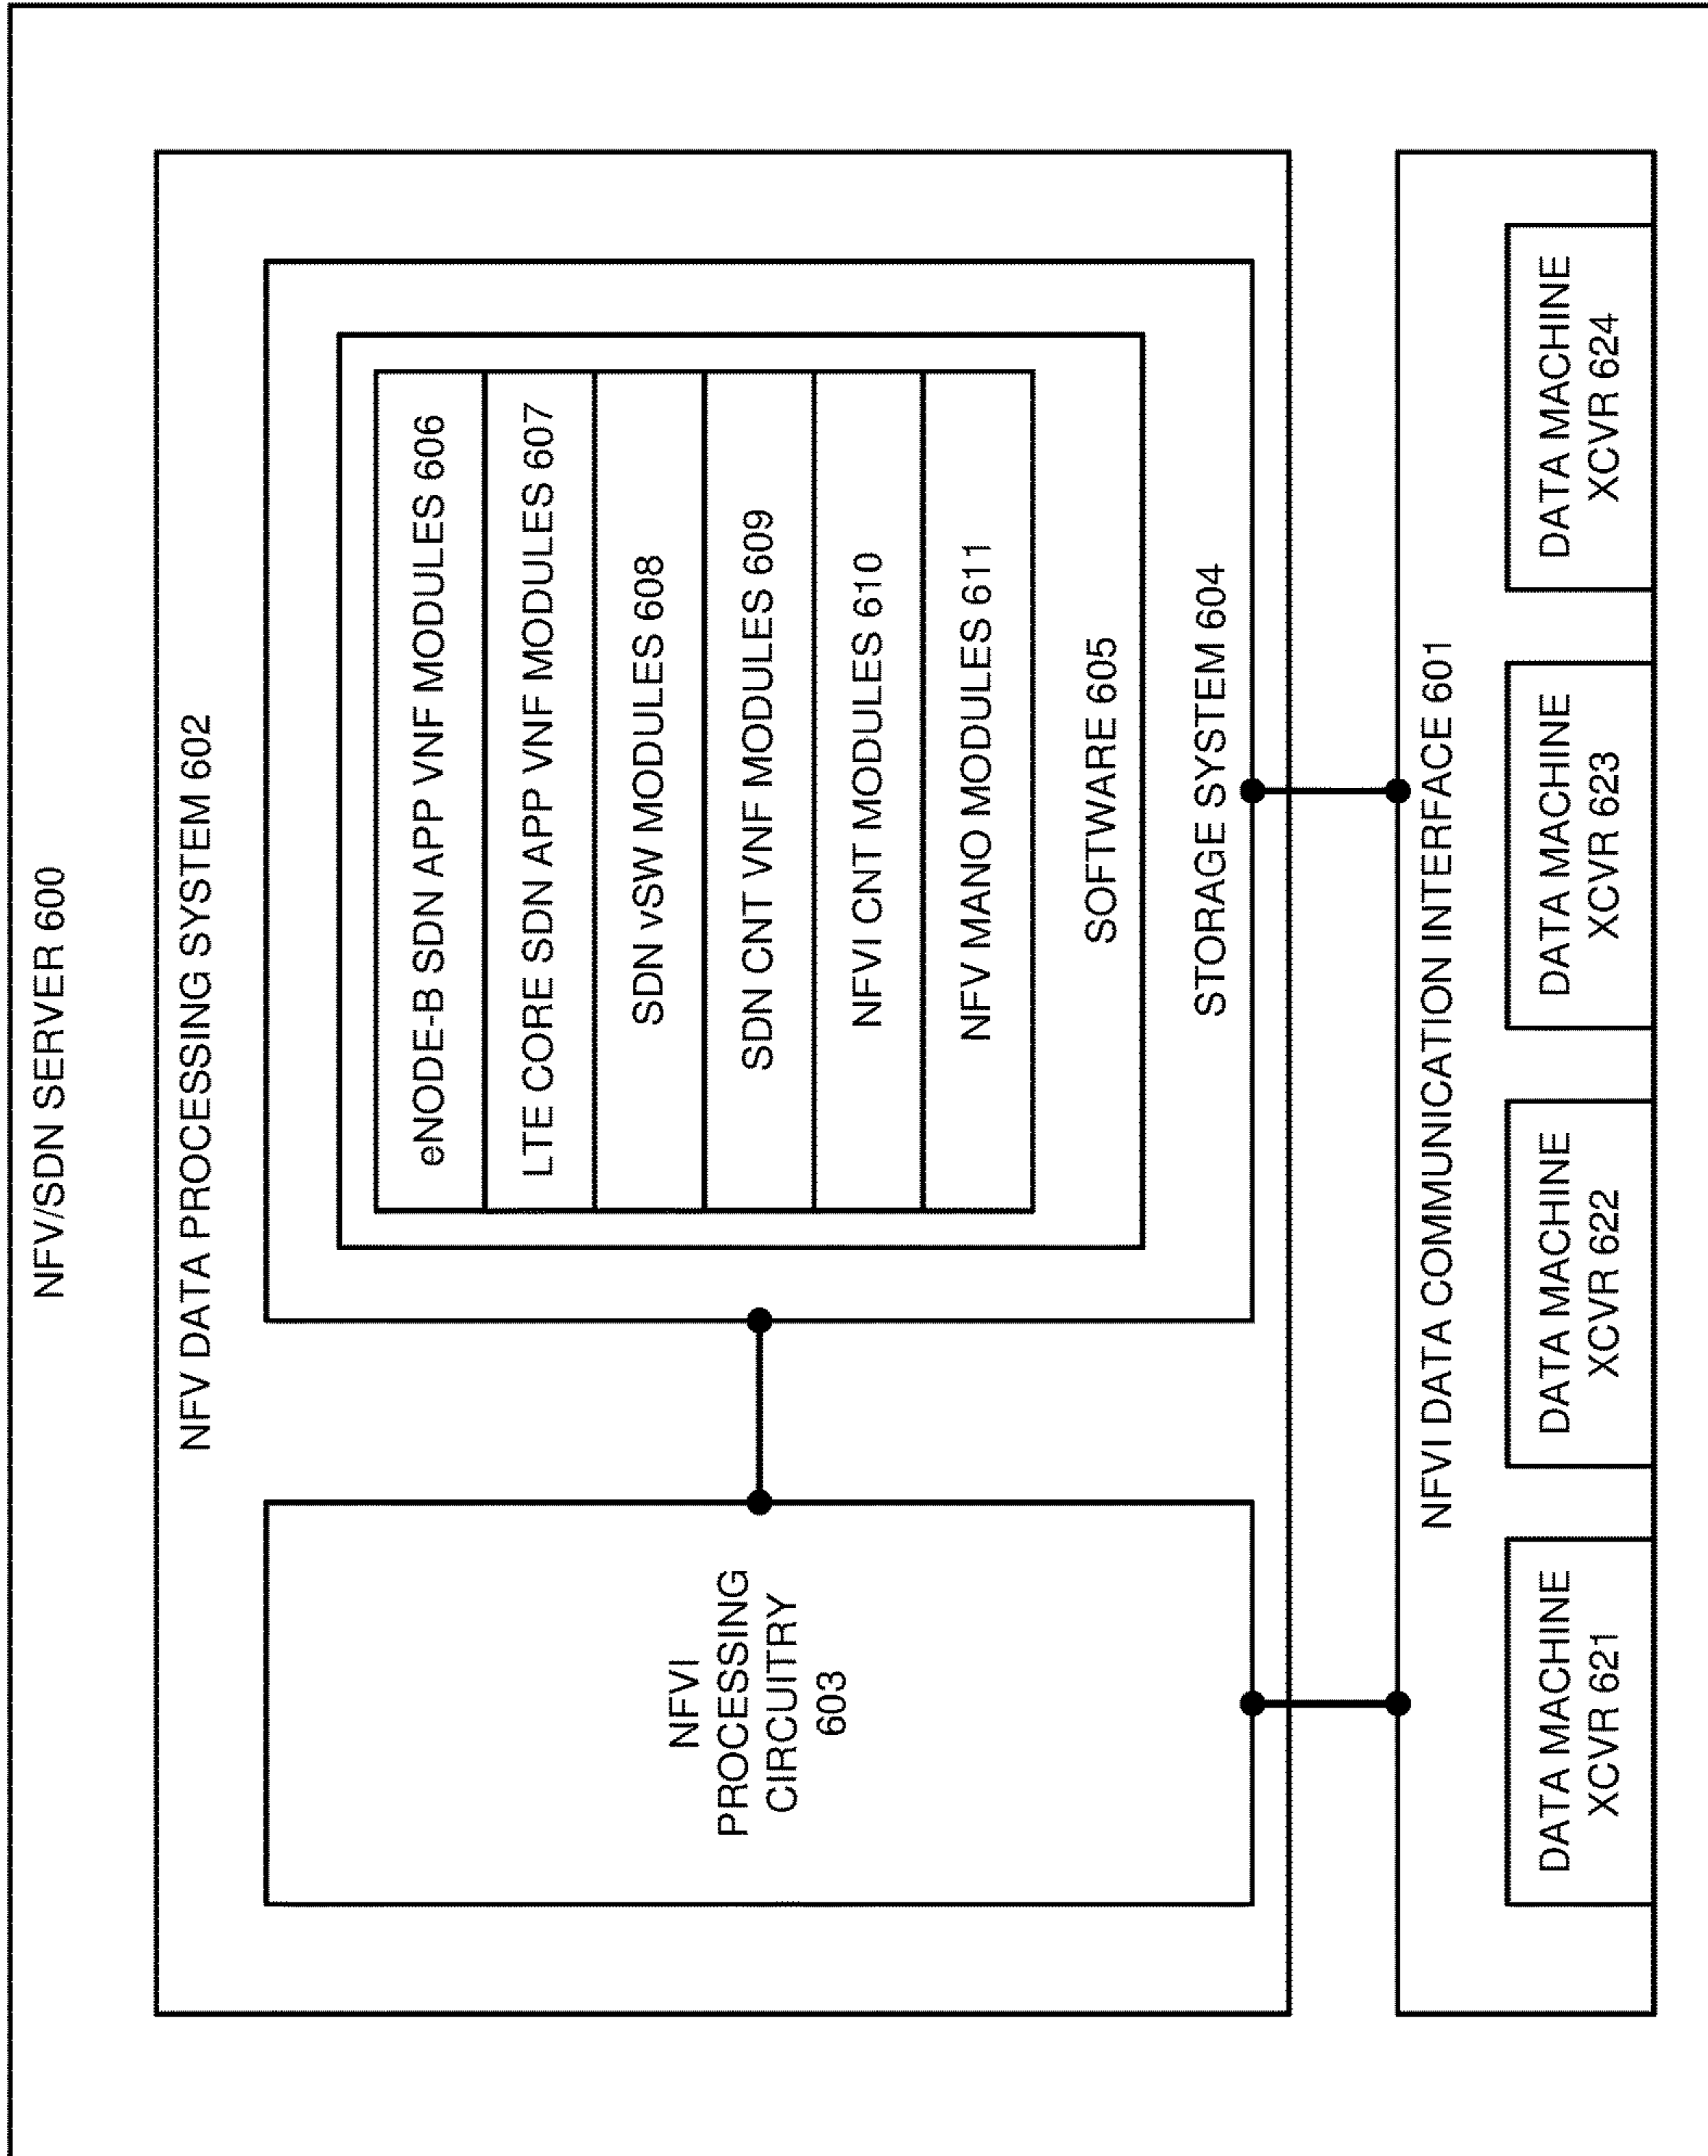 NFV/SDN SERVER 600
NFV DATA PROCESSING SYSTEM 602
NFVI
PROCESSING
CIRCUITRY
603
eNODE-B SDN APP VNF MODULES 606
LTE CORE SDN APP VNF MODULES 607
SDN vSW MODULES 608
SDN CNT VNF MODULES 609
NFVI CNT MODULES 610
NFV MANO MODULES 611
SOFTWARE 605
STORAGE SYSTEM 604
NFVI DATA COMMUNICATION INTERFACE 601
DATA MACHINE
XCVR 621
DATA MACHINE
XCVR 622
DATA MACHINE
XCVR 623
DATA MACHINE
XCVR 624